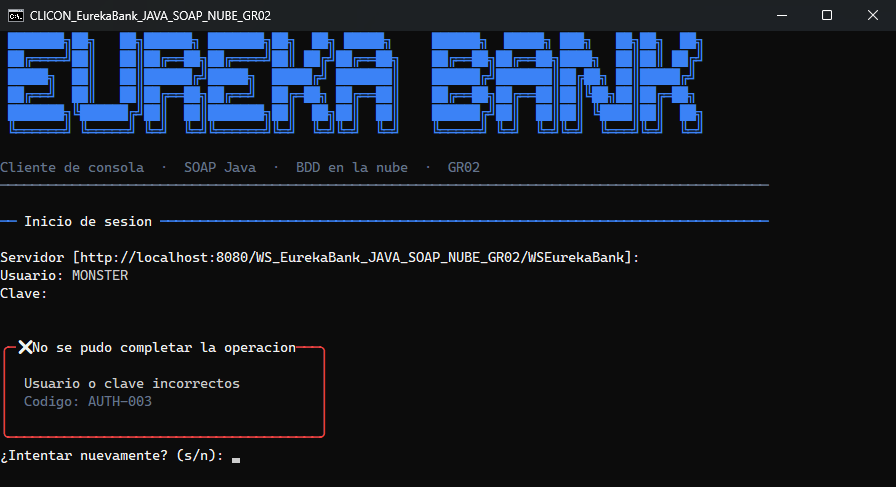 CLICON_EurekaBank_JAVA_SOAP_NUBE_GR02
EUREKA BANK
Cliente de consola · SOAP Java · BDD en la nube · GR02
Inicio de sesion
Servidor [http://localhost:8080/WS_EurekaBank_JAVA_SOAP_NUBE_GR02/WSEurekaBank]:
Usuario: MONSTER
Clave:
❌No se pudo completar la operacion
Usuario o clave incorrectos
Codigo: AUTH-003
¿Intentar nuevamente? (s/n):